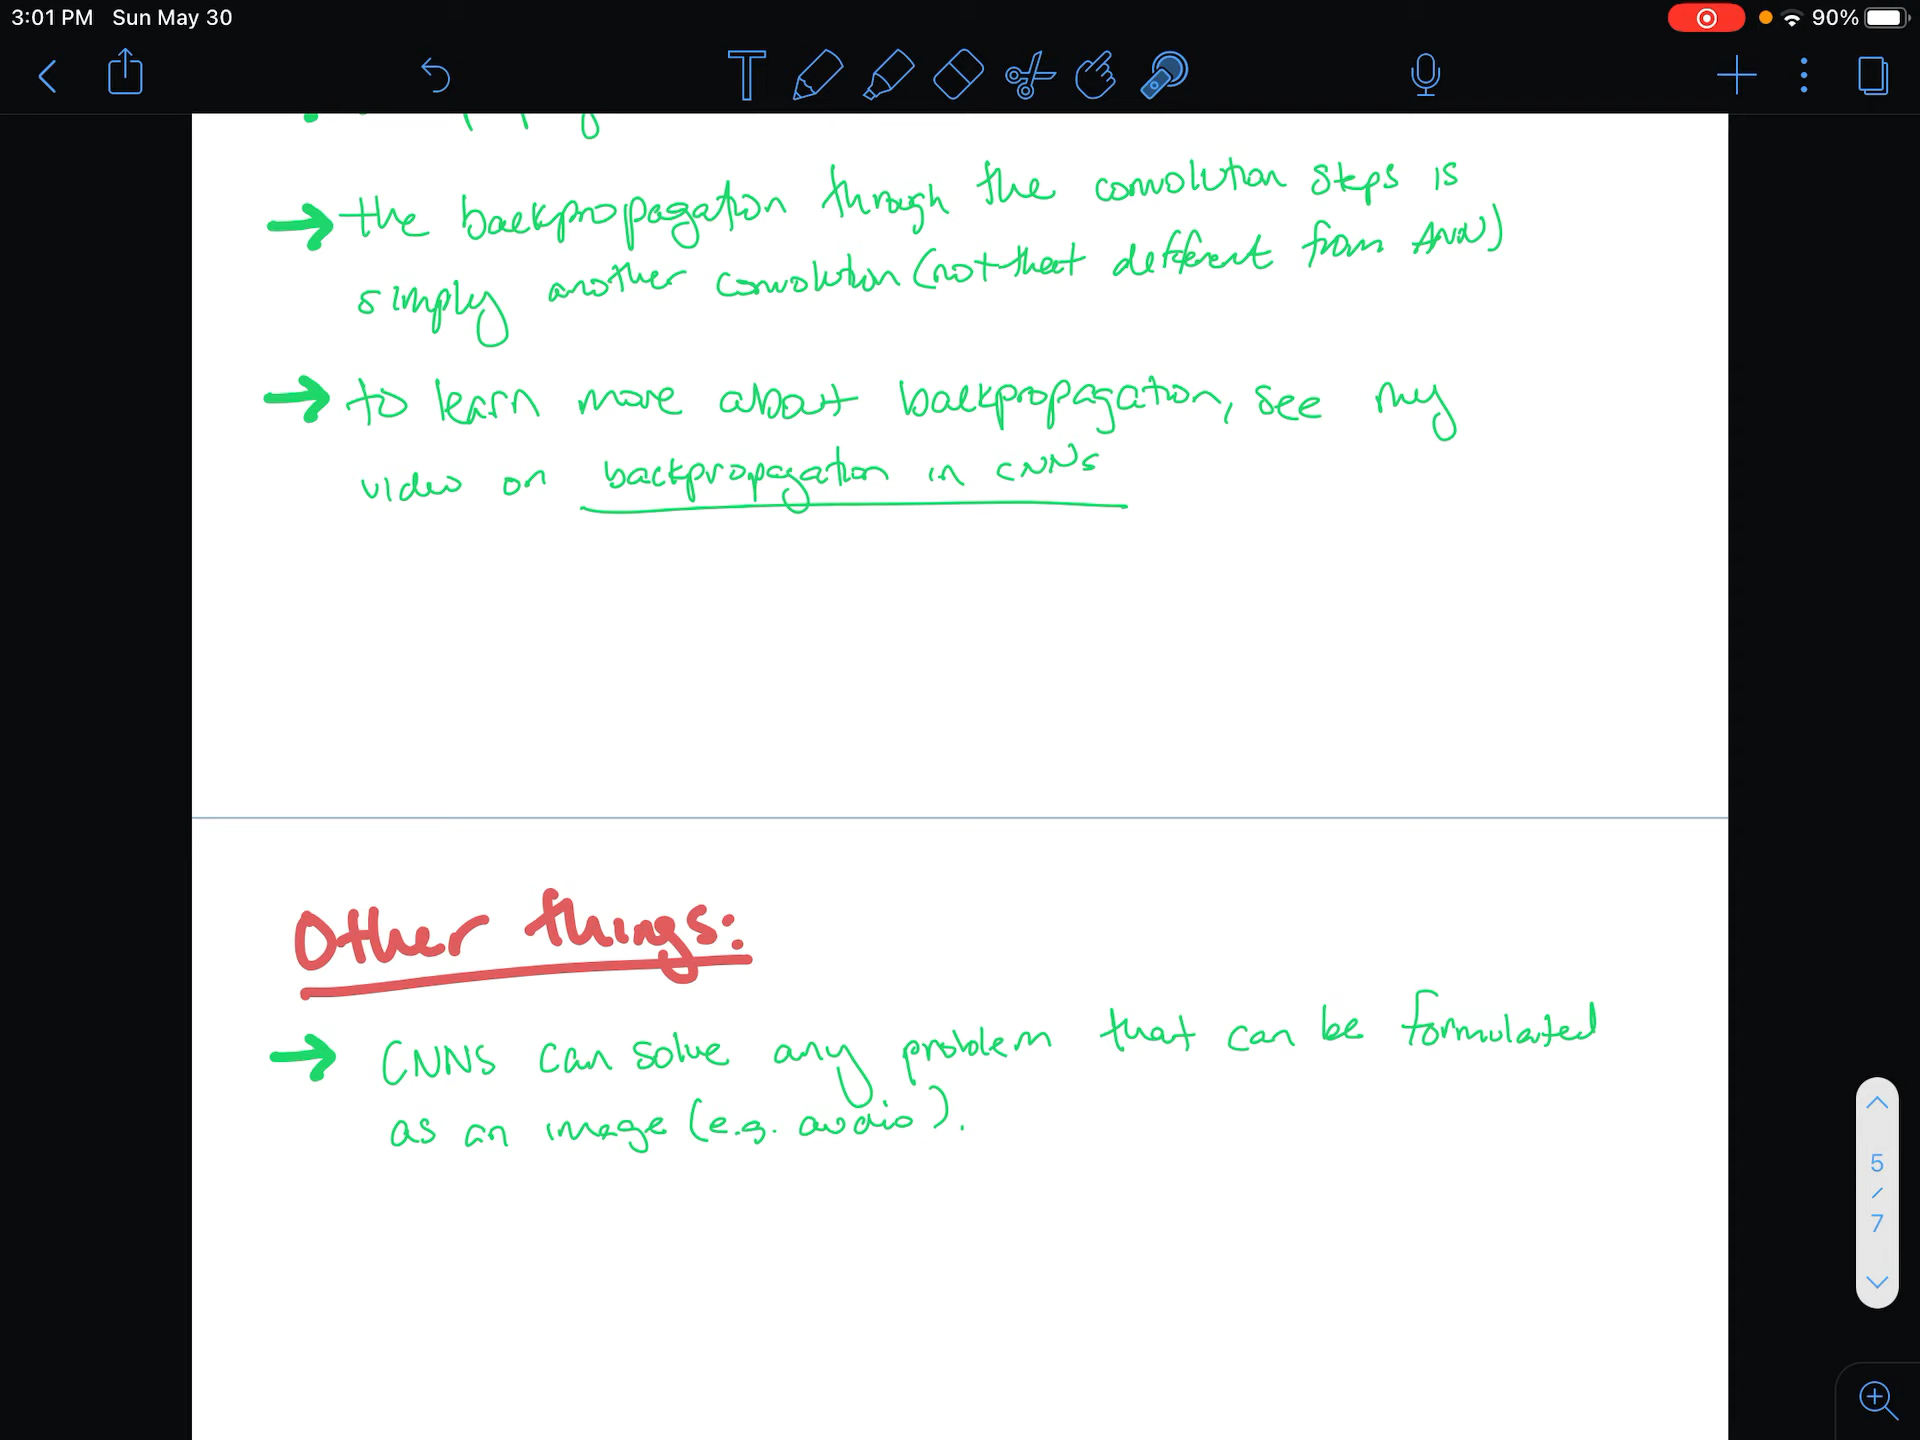 3:01 PM Sun May 30
90%
the backpropagation through the convolution steps is
simply another convolution (not that different from ANN)
to learn more about backpropagation, see my
video on backpropagation in CNNs
Other things:
CNNs can solve any problem that can be formulated
as an image (e.g. audio).
5
/
7